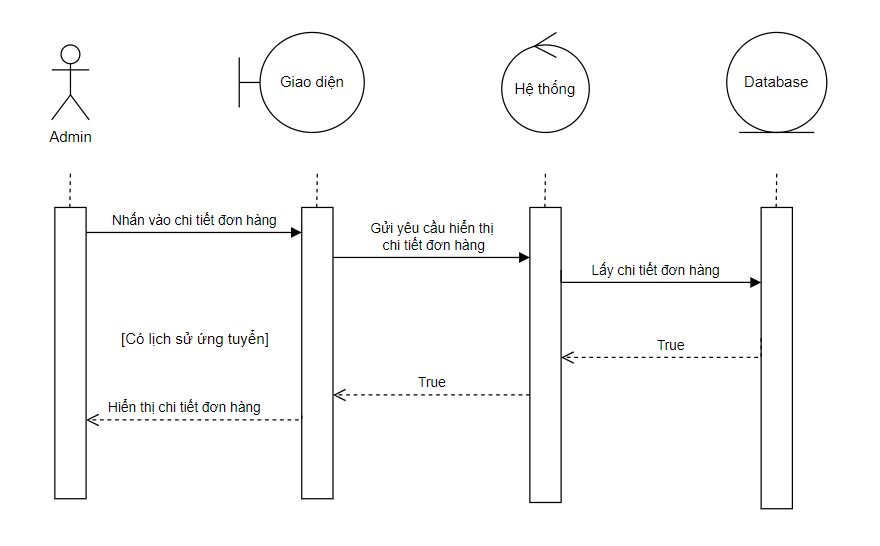 Giao diện
Hệ thống
Database
Admin
Nhấn vào chi tiết đơn hàng
Gửi yêu cầu hiển thị
chi tiết đơn hàng
Lấy chi tiết đơn hàng
[Có lịch sử ứng tuyển]
True
True
Hiển thị chi tiết đơn hàng